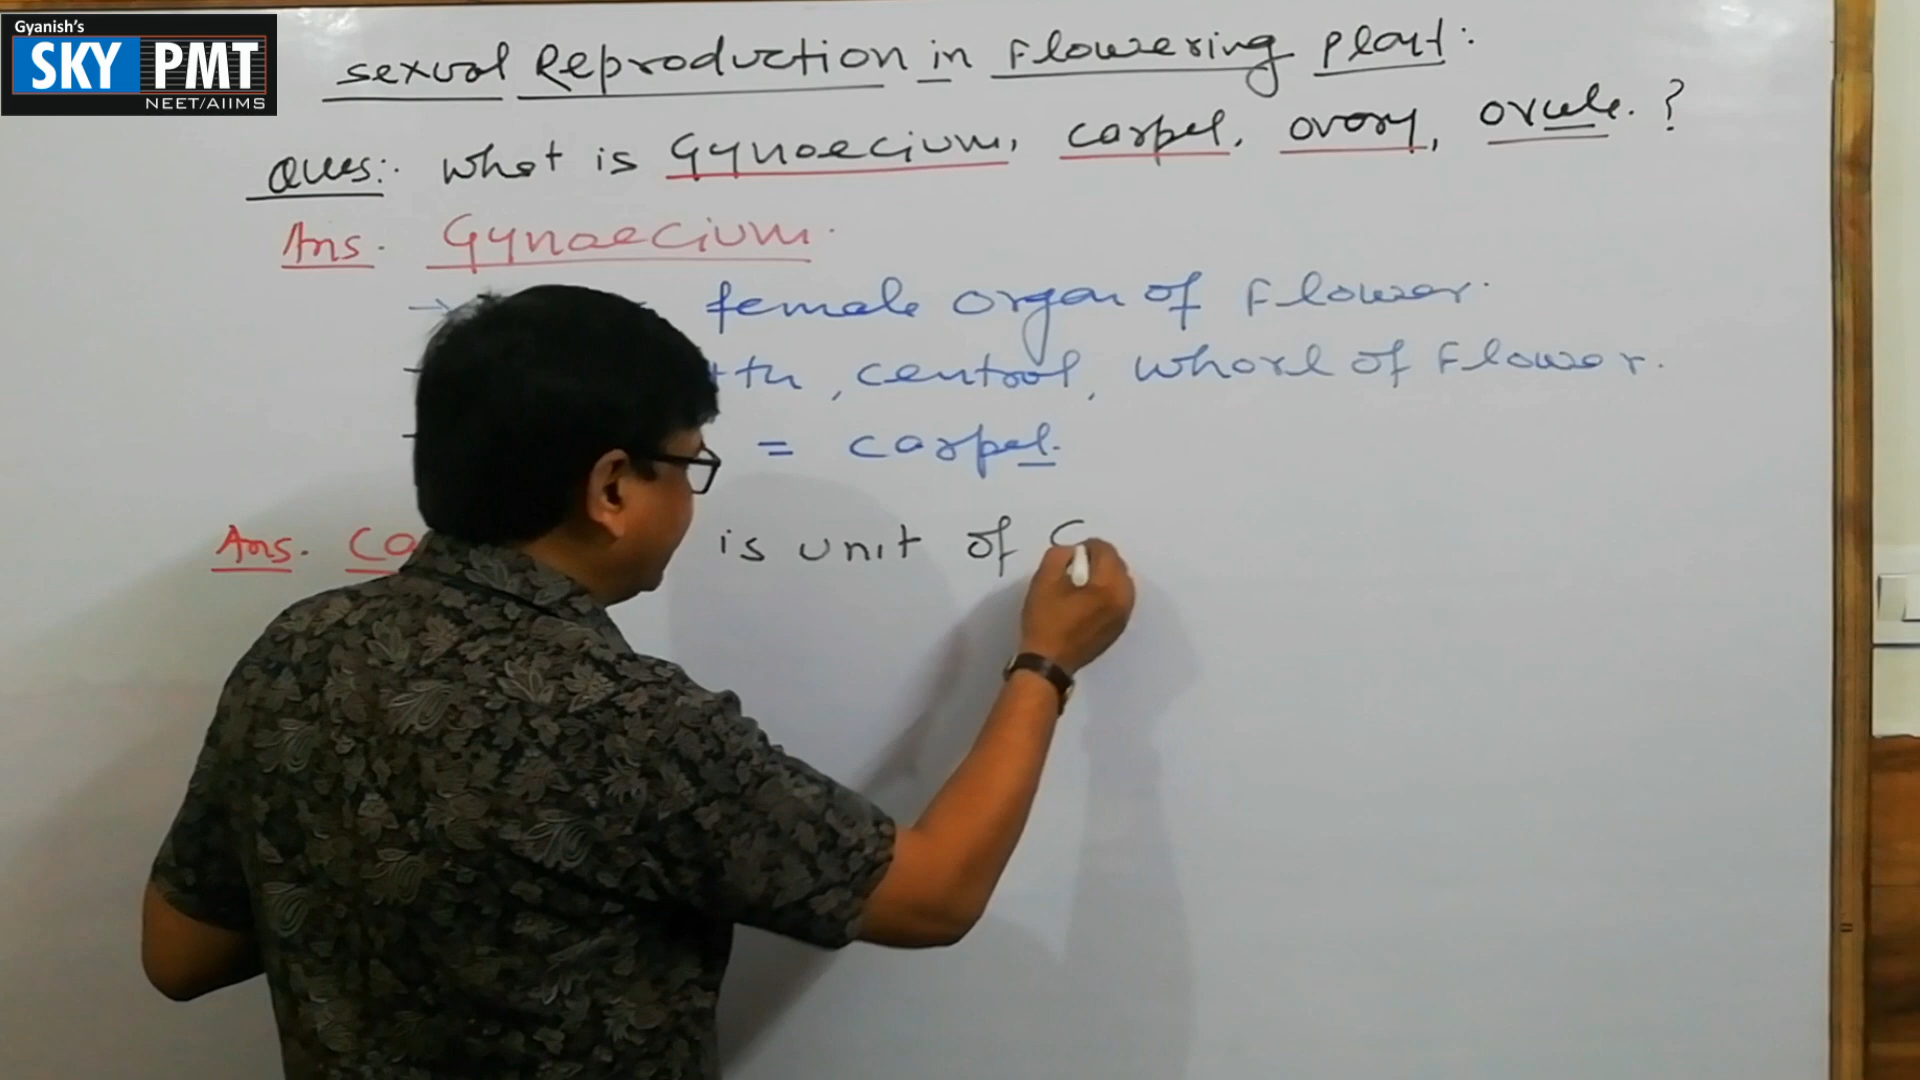 Gyanish's
SKY PMT
NEET/AIIMS
Sexual Reproduction in Flowering Plant:
Ques:. What is Gynaecium, carpel, ovary, ovule. ?
Ans. Gynaecium.
→ female organ of Flower.
th, central, whorl of Flower.
= carpel.
Ans. Ca is unit of G